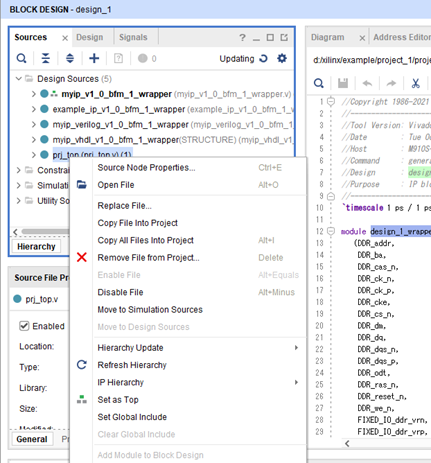 BLOCK DESIGN - design_1
Sources
Design
Signals
0
Updating
Design Sources (5)
myip_v1_0_bfm_1_wrapper (myip_v1_0_bfm_1_wrapper.v)
example_ip_v1_0_bfm_1_wrapper (example_ip_v1_0_bfm_1
myip_verilog_v1_0_bfm_1_wrapper (myip_verilog_v1_0_bfm
myip_vhdl_v1_0_bfm_1_wrapper(STRUCTURE) (myip_vhdl_v1
prj_top (prj_top.v) (1)
Constrai
Simulatio
Utility Sou
Hierarchy
Source File Pr
prj_top.v
Enabled
Location:
Type:
Library:
Size:
Modified:
General
Pr
Source Node Properties... Ctrl+E
Open File Alt+O
Replace File...
Copy File Into Project
Copy All Files Into Project Alt+I
Remove File from Project... Delete
Enable File Alt+Equals
Disable File Alt+Minus
Move to Simulation Sources
Move to Design Sources
Hierarchy Update
Refresh Hierarchy
IP Hierarchy
Set as Top
Set Global Include
Clear Global Include
Add Module to Block Design
Diagram
Address Editor
d:/xilinx/example/project_1/proje
1 //Copyright 1986-2021
2 //
3 //Tool Version: Vivado
4 //Date : Tue Oc
5 //Host : M910S-
6 //Command : genera
7 //Design : desig
8 //Purpose : IP bloc
9 //
10 `timescale 1 ps / 1 ps
11
12 module design_1_wrappe
13 (DDR_addr,
14 DDR_ba,
15 DDR_cas_n,
16 DDR_ck_n,
17 DDR_ck_p,
18 DDR_cke,
19 DDR_cs_n,
20 DDR_dm,
21 DDR_dq,
22 DDR_dqs_n,
23 DDR_dqs_p,
24 DDR_odt,
25 DDR_ras_n,
26 DDR_reset_n,
27 DDR_we_n,
28 FIXED_IO_ddr_vrn,
29 FIXED_IO_ddr_vrp,